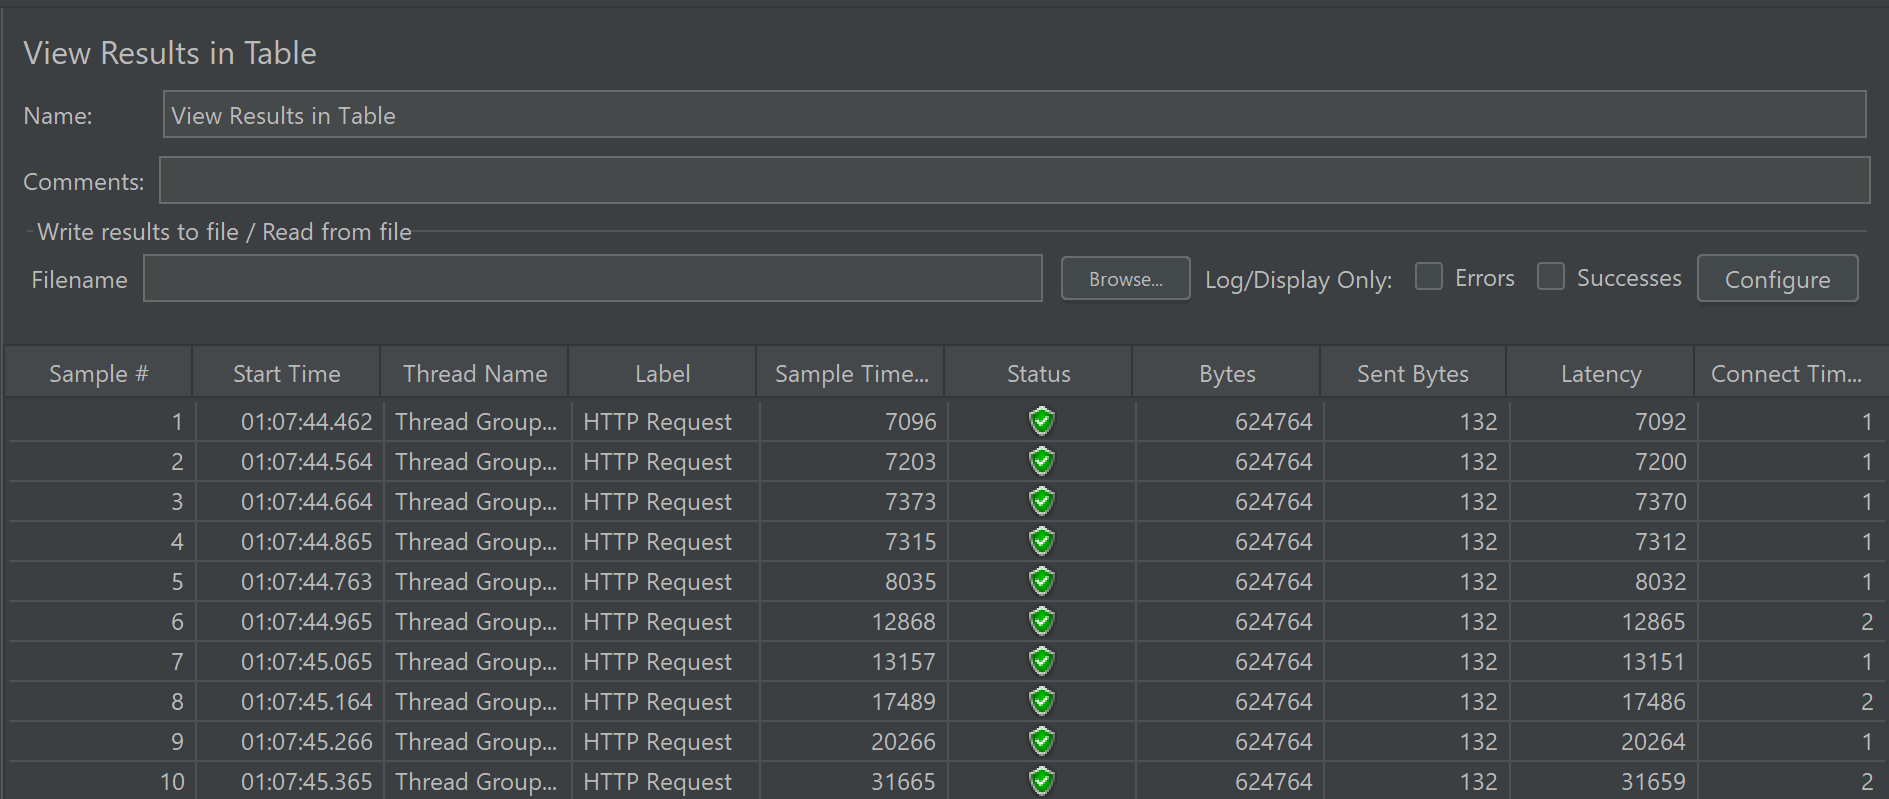 View Results in Table
Name: View Results in Table
Comments:
Write results to file / Read from file
Filename Browse... Log/Display Only: Errors Successes Configure
Sample # Start Time Thread Name Label Sample Time... Status Bytes Sent Bytes Latency Connect Tim...
1 01:07:44.462 Thread Group... HTTP Request 7096 624764 132 7092 1
2 01:07:44.564 Thread Group... HTTP Request 7203 624764 132 7200 1
3 01:07:44.664 Thread Group... HTTP Request 7373 624764 132 7370 1
4 01:07:44.865 Thread Group... HTTP Request 7315 624764 132 7312 1
5 01:07:44.763 Thread Group... HTTP Request 8035 624764 132 8032 1
6 01:07:44.965 Thread Group... HTTP Request 12868 624764 132 12865 2
7 01:07:45.065 Thread Group... HTTP Request 13157 624764 132 13151 1
8 01:07:45.164 Thread Group... HTTP Request 17489 624764 132 17486 2
9 01:07:45.266 Thread Group... HTTP Request 20266 624764 132 20264 1
10 01:07:45.365 Thread Group... HTTP Request 31665 624764 132 31659 2